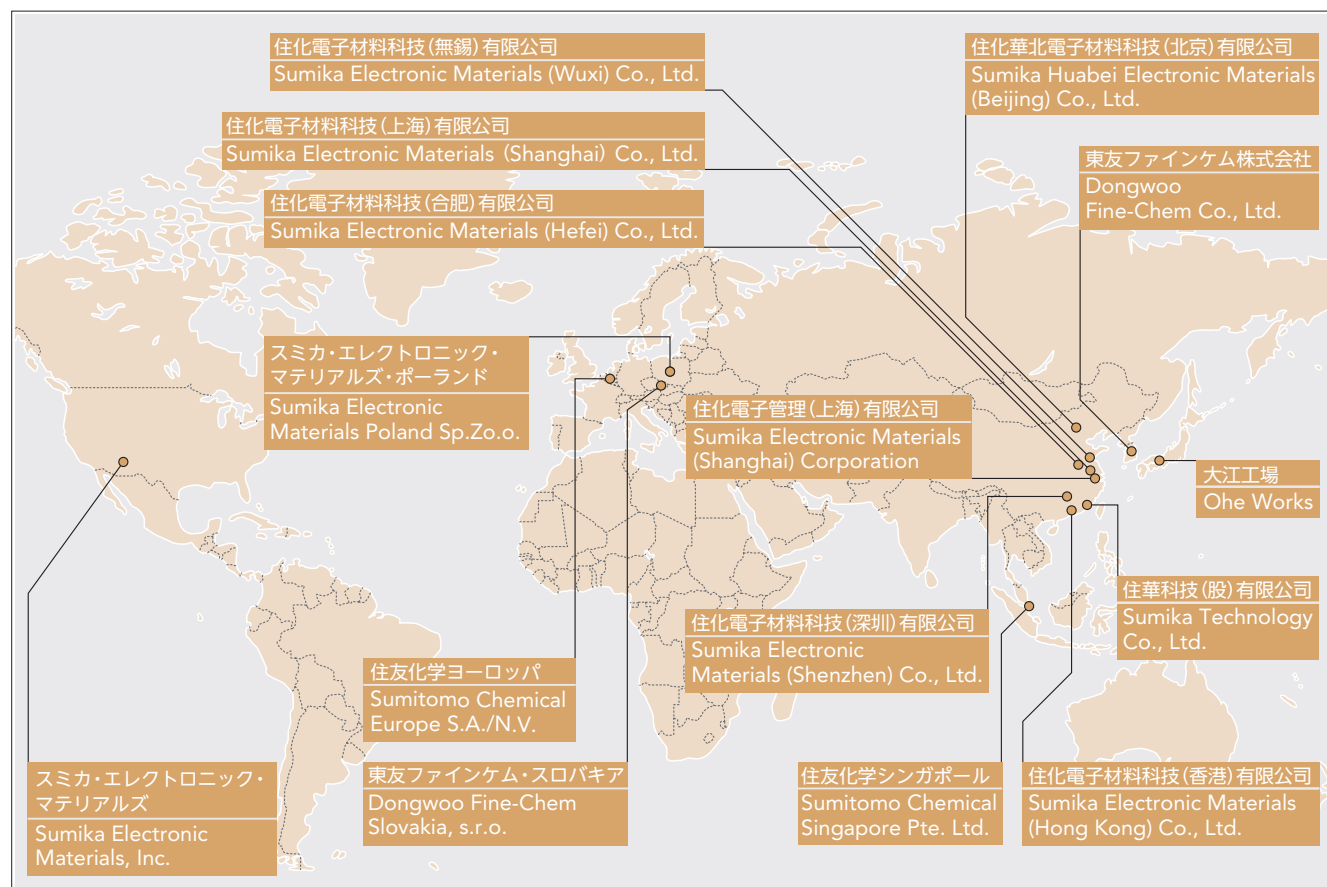 住化電子材料科技(無錫)有限公司
Sumika Electronic Materials (Wuxi) Co., Ltd.
住化華北電子材料科技(北京)有限公司
Sumika Huabei Electronic Materials
(Beijing) Co., Ltd.
住化電子材料科技(上海)有限公司
Sumika Electronic Materials (Shanghai) Co., Ltd.
東友ファインケム株式会社
Dongwoo
Fine-Chem Co., Ltd.
住化電子材料科技(合肥)有限公司
Sumika Electronic Materials (Hefei) Co., Ltd.
スミカ・エレクトロニック・
マテリアルズ・ポーランド
Sumika Electronic
Materials Poland Sp.Zo.o.
住化電子管理(上海)有限公司
Sumika Electronic Materials
(Shanghai) Corporation
大江工場
Ohe Works
住華科技(股)有限公司
Sumika Technology
Co., Ltd.
住化電子材料科技(深圳)有限公司
Sumika Electronic
Materials (Shenzhen) Co., Ltd.
住友化学ヨーロッパ
Sumitomo Chemical
Europe S.A./N.V.
スミカ・エレクトロニック・
マテリアルズ
Sumika Electronic
Materials, Inc.
東友ファインケム・スロバキア
Dongwoo Fine-Chem
Slovakia, s.r.o.
住友化学シンガポール
Sumitomo Chemical
Singapore Pte. Ltd.
住化電子材料科技(香港)有限公司
Sumika Electronic Materials
(Hong Kong) Co., Ltd.